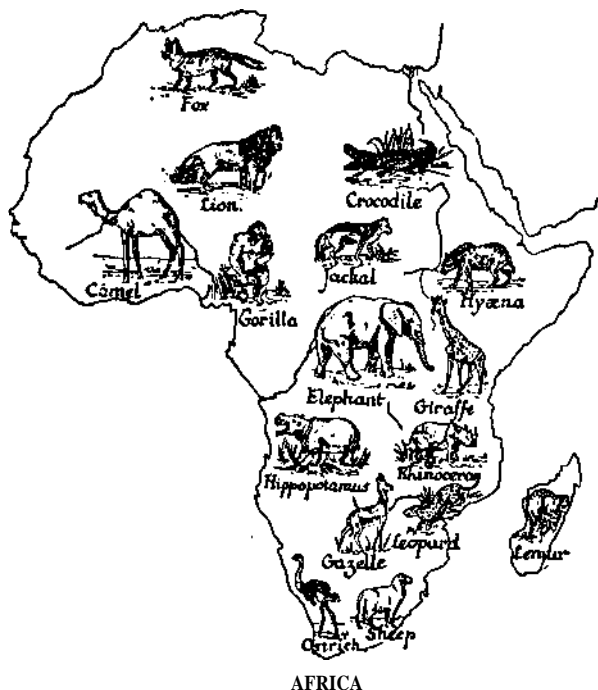 Fox
Lion.
Crocodile
Camel
Gorilla
Jackal
Hyæna
Elephant
Giraffe
Hippopotamus
Rhinoceros
Gazelle
Leopard
Lemur
Ostrich
Sheep
AFRICA